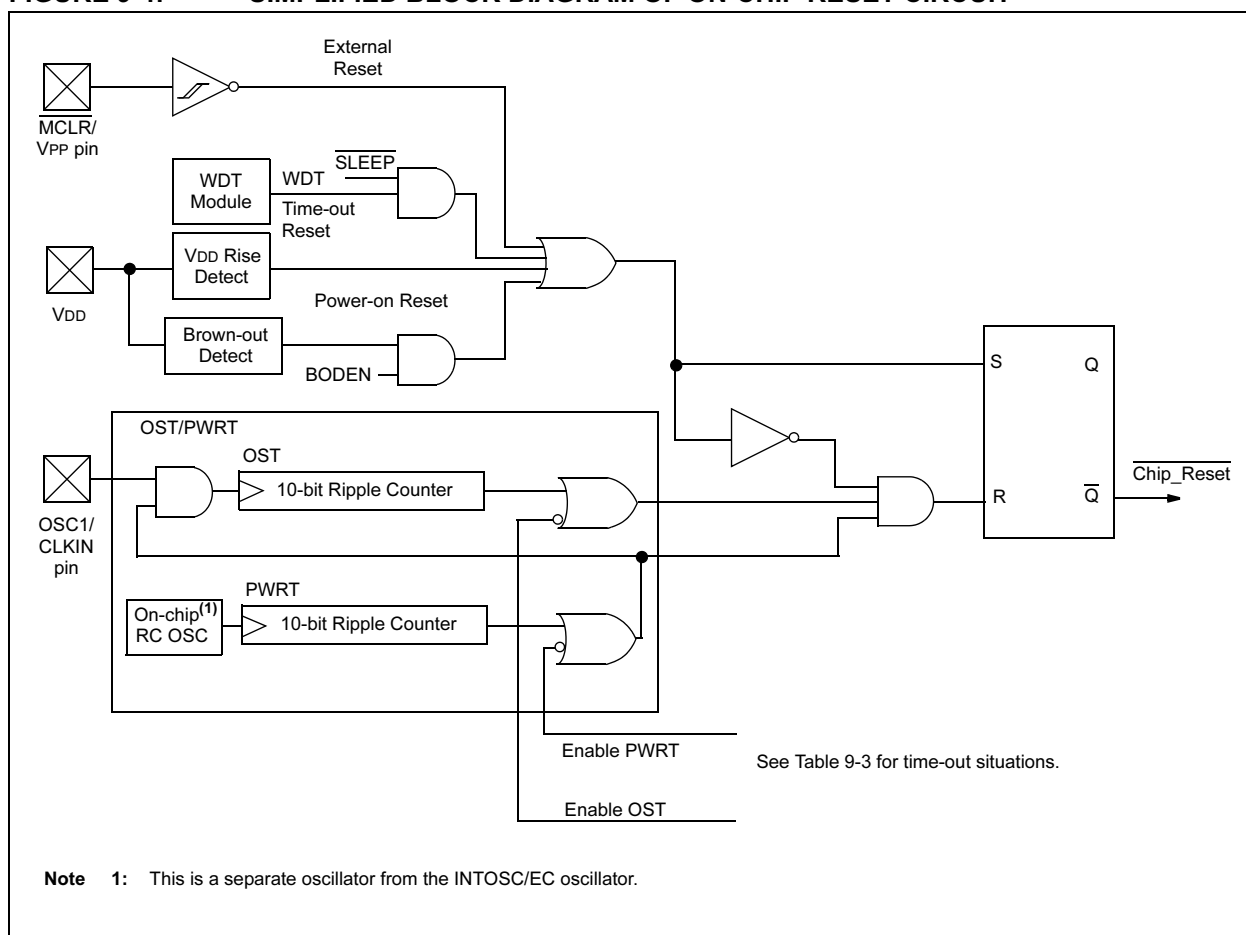 FIGURE 9-4: SIMPLIFIED BLOCK DIAGRAM OF ON-CHIP RESET CIRCUIT
External
Reset
MCLR/
VPP pin
SLEEP
WDT
Module
WDT
Time-out
Reset
VDD Rise
Detect
VDD
Power-on Reset
Brown-out
Detect
BODEN
S
Q
OST/PWRT
OST
10-bit Ripple Counter
Chip_Reset
R
Q
OSC1/
CLKIN
pin
PWRT
On-chip(1)
RC OSC
10-bit Ripple Counter
Enable PWRT
See Table 9-3 for time-out situations.
Enable OST
Note 1: This is a separate oscillator from the INTOSC/EC oscillator.